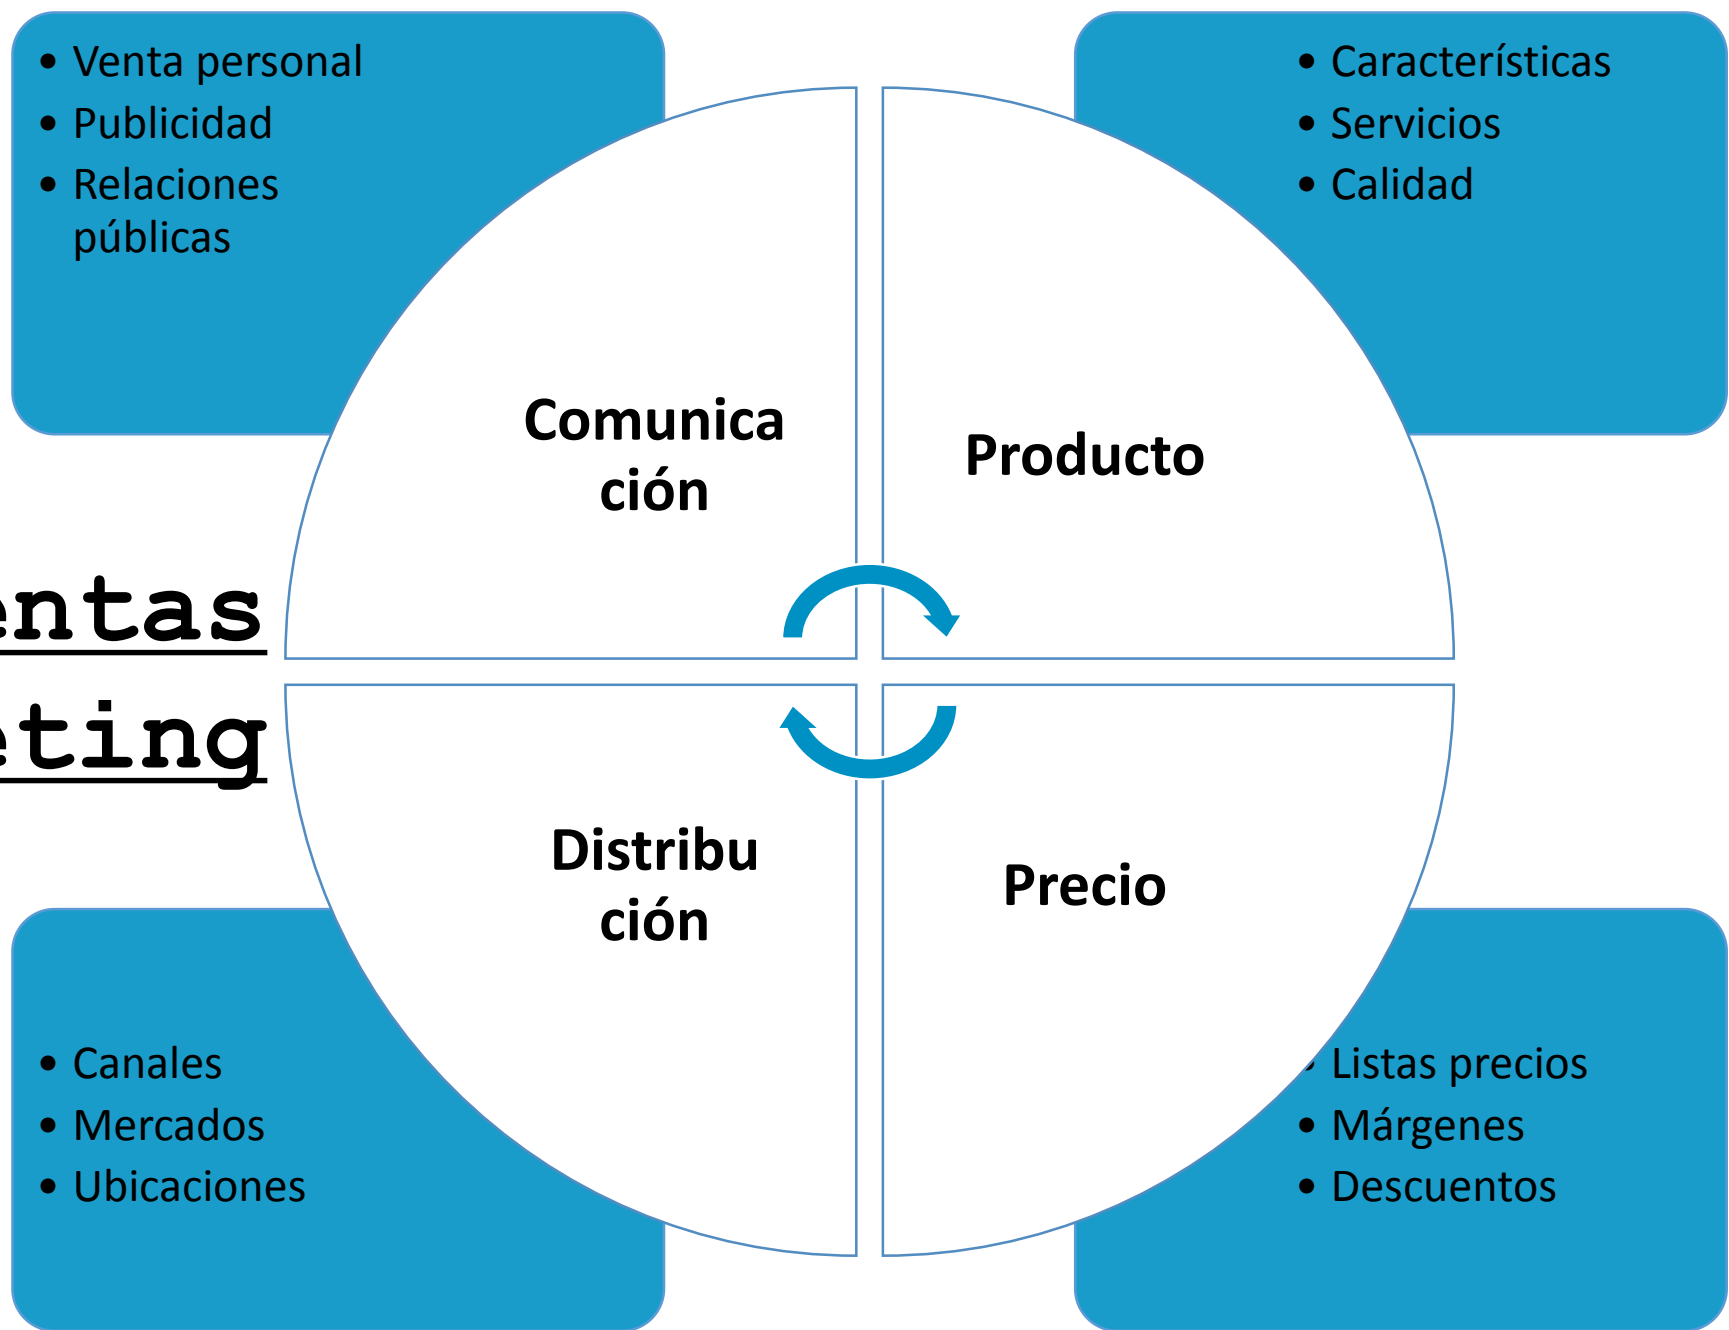 • Venta personal
• Publicidad
• Relaciones
públicas
• Características
• Servicios
• Calidad
Comunica
ción
Producto
entas
eting
Distribu
ción
Precio
• Canales
• Mercados
• Ubicaciones
• Listas precios
• Márgenes
• Descuentos